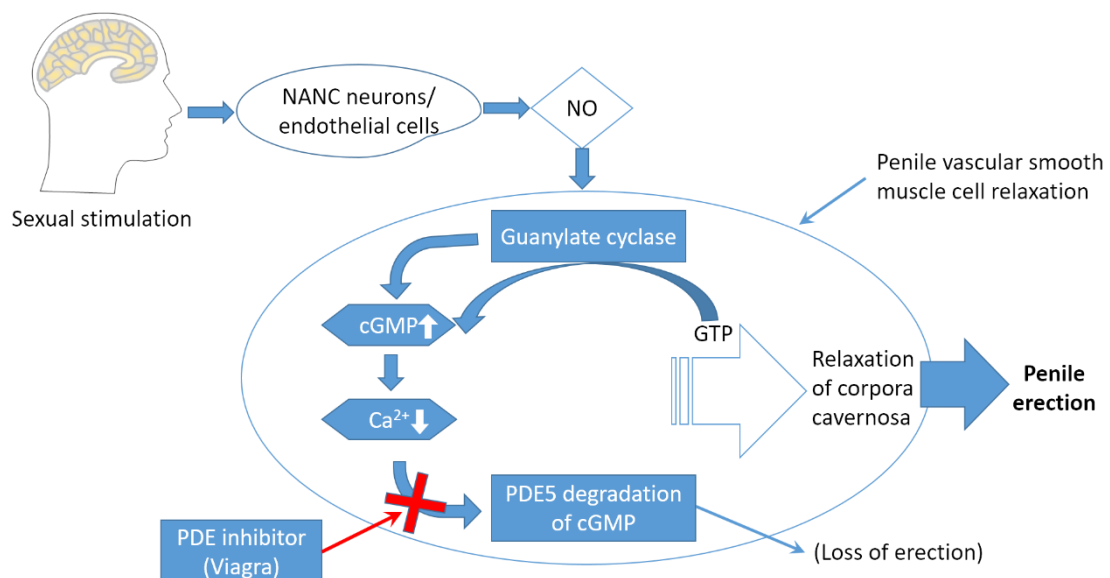 Sexual stimulation
NANC neurons/
endothelial cells
NO
Penile vascular smooth
muscle cell relaxation
Guanylate cyclase
cGMP
GTP
Ca²⁺
Relaxation
of corpora
cavernosa
Penile
erection
PDE5 degradation
of cGMP
PDE inhibitor
(Viagra)
(Loss of erection)